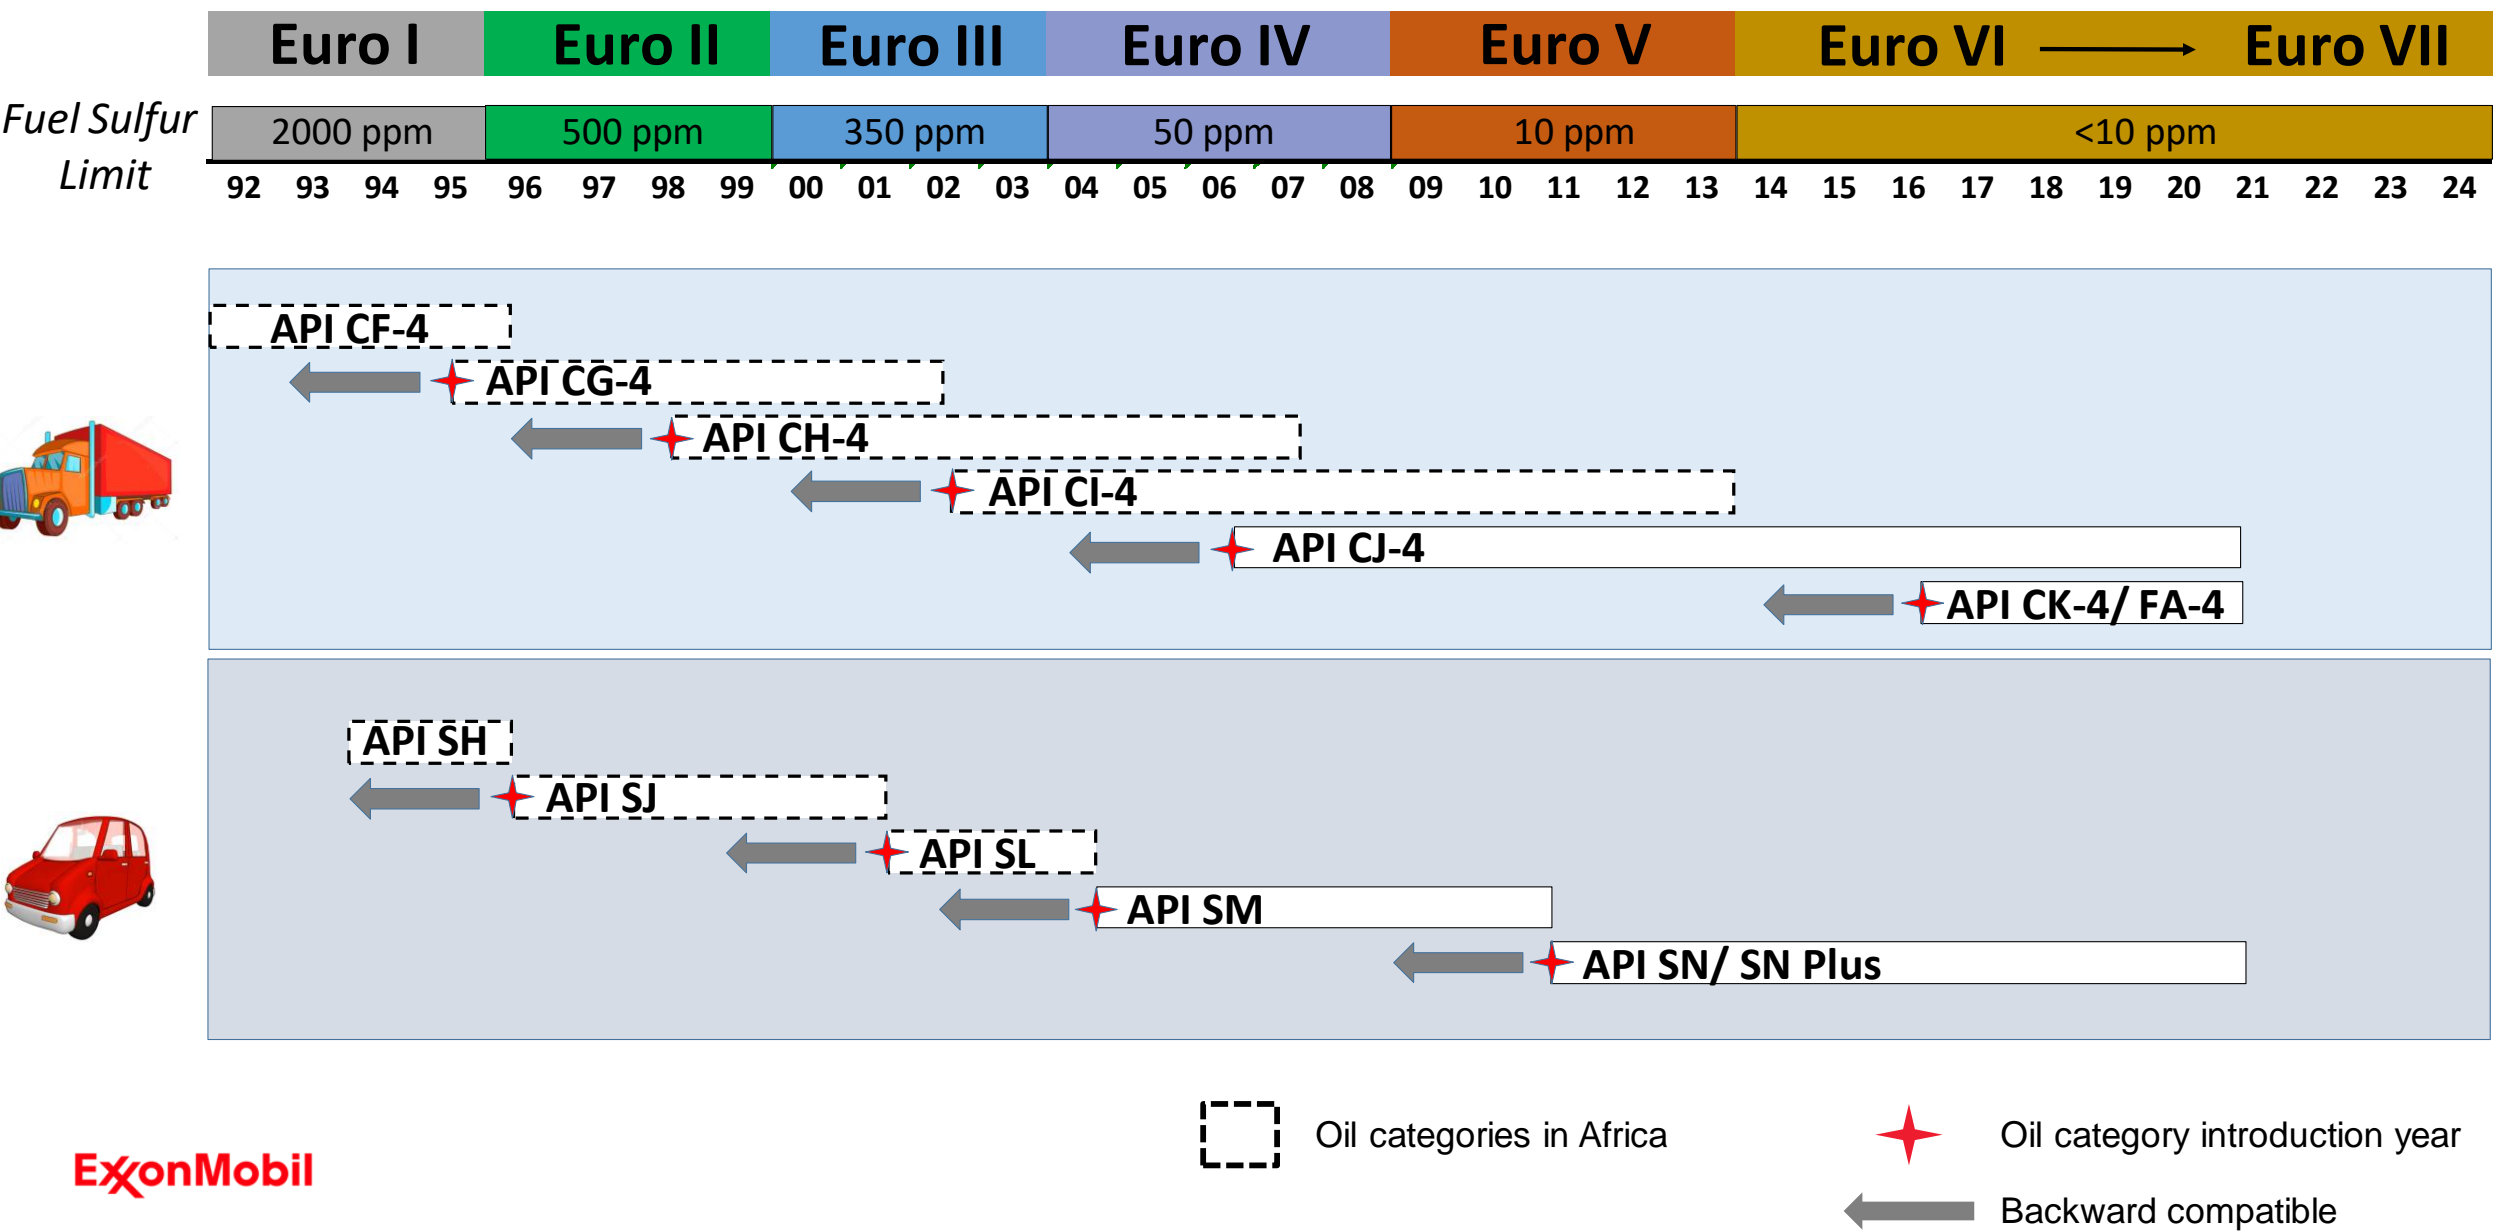 Euro I Euro II Euro III Euro IV Euro V Euro VI Euro VII
Fuel Sulfur
Limit
2000 ppm 500 ppm 350 ppm 50 ppm 10 ppm <10 ppm
92 93 94 95 96 97 98 99 00 01 02 03 04 05 06 07 08 09 10 11 12 13 14 15 16 17 18 19 20 21 22 23 24
API CF-4
API CG-4
API CH-4
API CI-4
API CJ-4
API CK-4/ FA-4
API SH
API SJ
API SL
API SM
API SN/ SN Plus
Oil categories in Africa
Oil category introduction year
ExxonMobil
Backward compatible